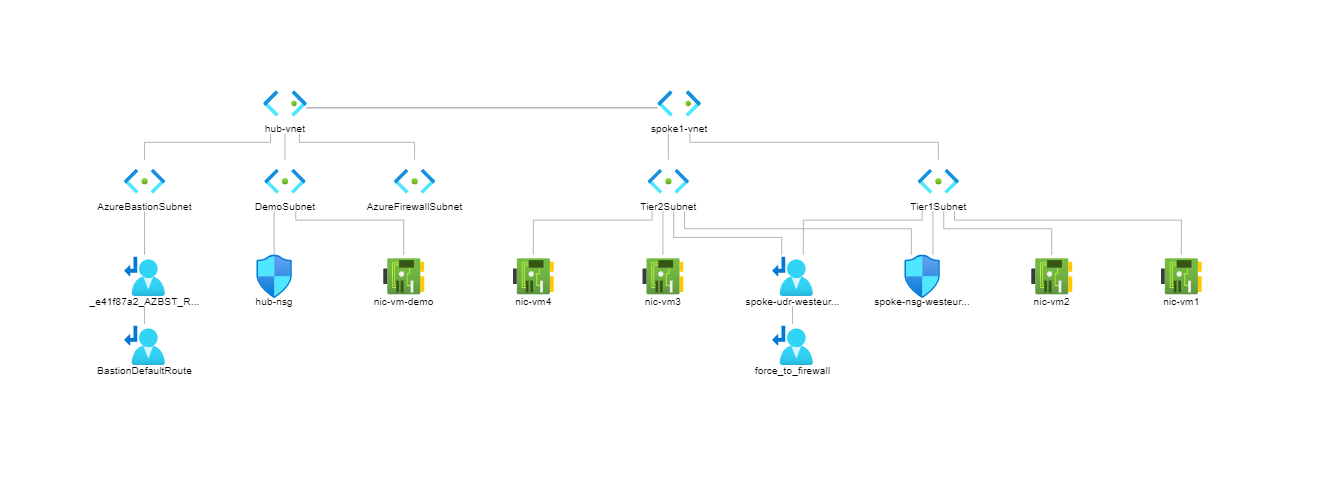 hub-vnet
spoke1-vnet
AzureBastionSubnet
DemoSubnet
AzureFirewallSubnet
Tier2Subnet
Tier1Subnet
_e41f87a2_AZBST_R...
hub-nsg
nic-vm-demo
nic-vm4
nic-vm3
spoke-udr-westeur...
spoke-nsg-westeur...
nic-vm2
nic-vm1
BastionDefaultRoute
force_to_firewall